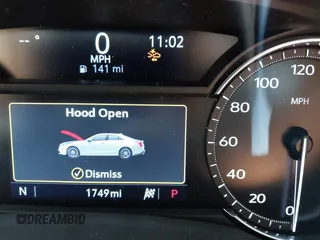 -- ° 0 11:02
MPH
141 mi
Hood Open
Dismiss
N 1749mi P
120
100
MPH
80
60
40
20
0
DREAMBID